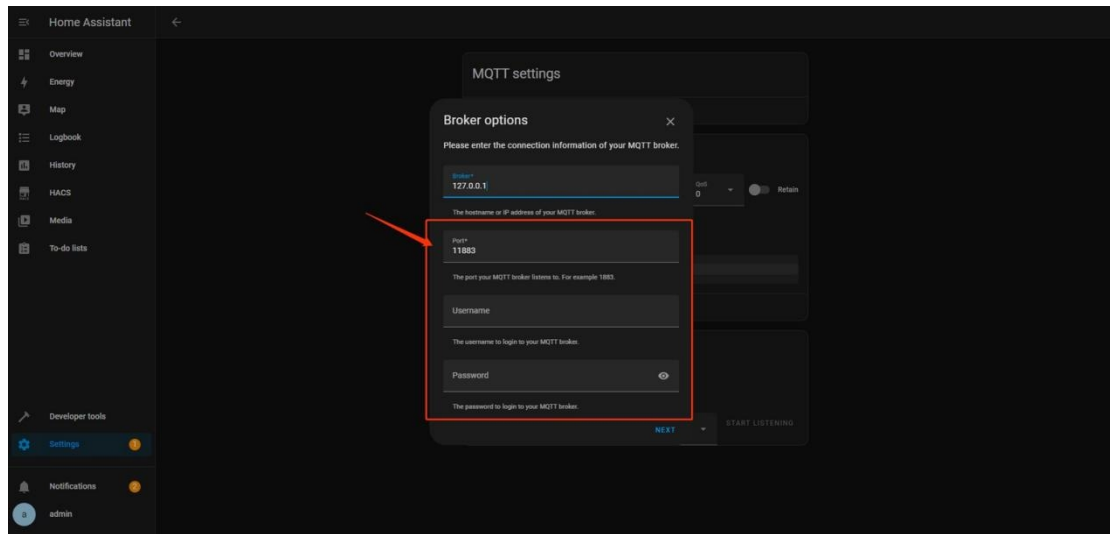 Home Assistant
Overview
Energy
Map
Logbook
History
HACS
Media
To-do lists
Developer tools
Settings 1
Notifications 2
a admin
MQTT settings
QoS
0
Retain
START LISTENING
Broker options
Please enter the connection information of your MQTT broker.
Broker*
127.0.0.1
The hostname or IP address of your MQTT broker.
Port*
11883
The port your MQTT broker listens to. For example 1883.
Username
The username to login to your MQTT broker.
Password
The password to login to your MQTT broker.
NEXT